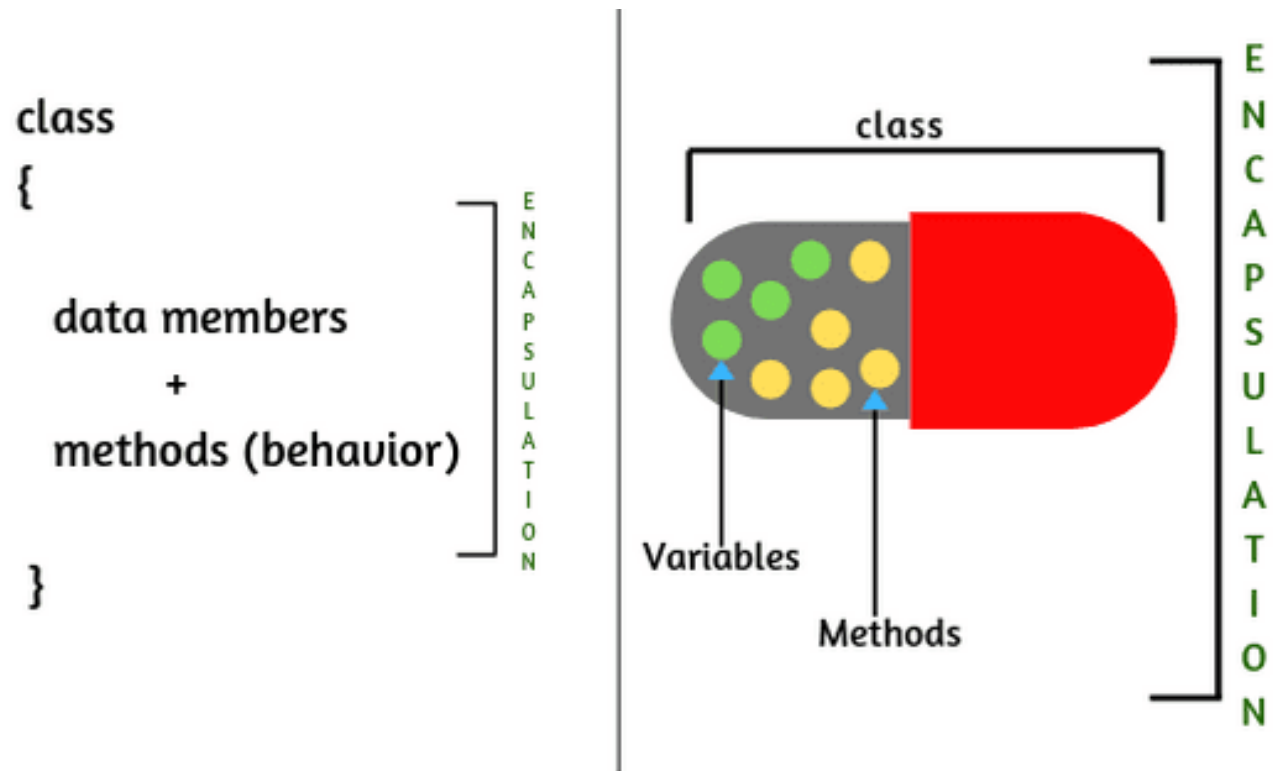 class
{
data members
+
methods (behavior)
}
ENCAPSULATION
class
Variables
Methods
ENCAPSULATION